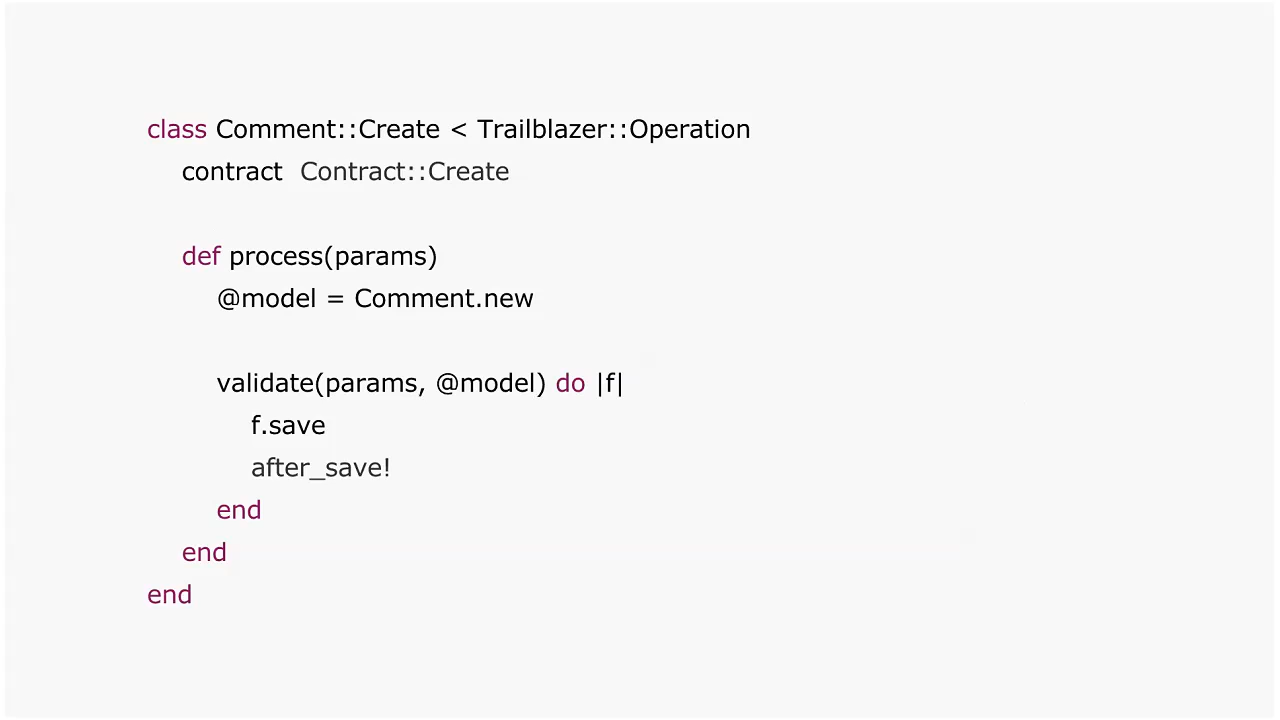 class Comment::Create < Trailblazer::Operation
contract Contract::Create
def process(params)
@model = Comment.new
validate(params, @model) do |f|
f.save
after_save!
end
end
end